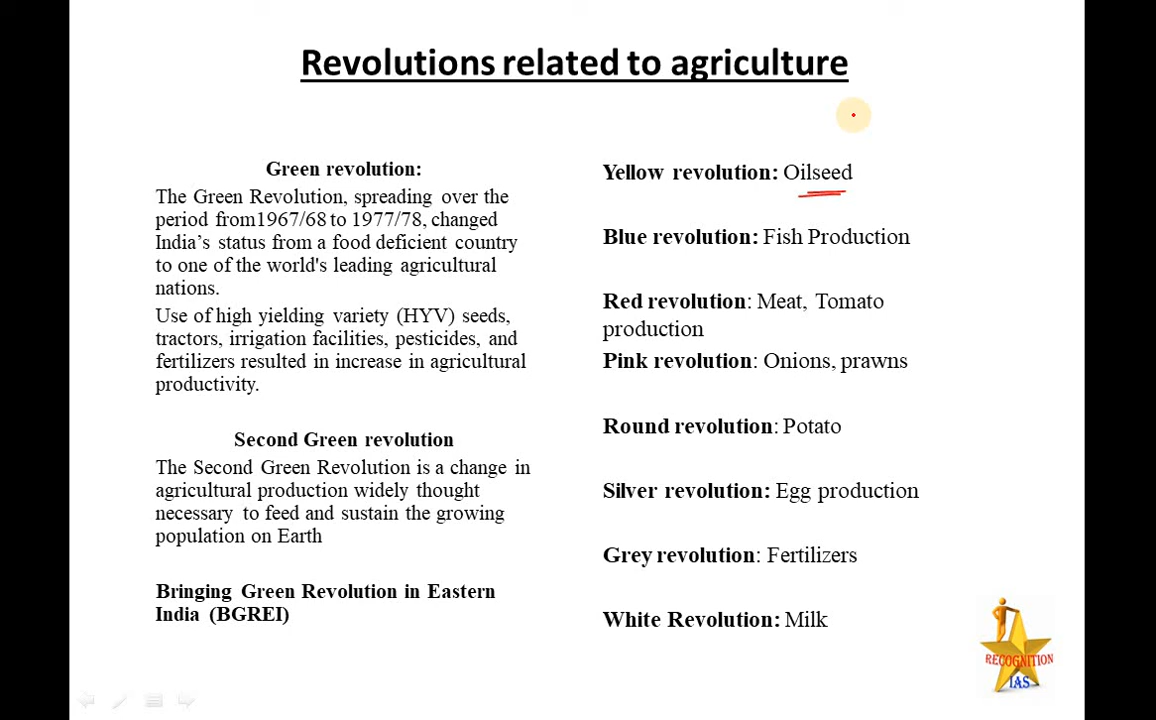 Revolutions related to agriculture
Green revolution:
The Green Revolution, spreading over the
period from1967/68 to 1977/78, changed
India's status from a food deficient country
to one of the world's leading agricultural
nations.
Use of high yielding variety (HYV) seeds,
tractors, irrigation facilities, pesticides, and
fertilizers resulted in increase in agricultural
productivity.
Second Green revolution
The Second Green Revolution is a change in
agricultural production widely thought
necessary to feed and sustain the growing
population on Earth
Bringing Green Revolution in Eastern
India (BGREI)
Yellow revolution: Oilseed
Blue revolution: Fish Production
Red revolution: Meat, Tomato
production
Pink revolution: Onions, prawns
Round revolution: Potato
Silver revolution: Egg production
Grey revolution: Fertilizers
White Revolution: Milk
RECOGNITION
IAS